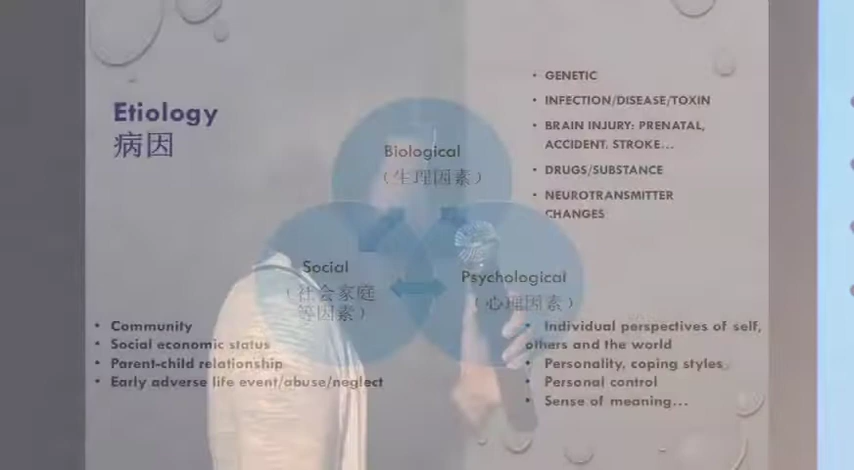 Etiology
病因
Biological
（生理因素）
• GENETIC
• INFECTION/DISEASE/TOXIN
• BRAIN INJURY: PRENATAL,
ACCIDENT, STROKE...
• DRUGS/SUBSTANCE
• NEUROTRANSMITTER
CHANGES
Social
（社会家庭
等因素）
Psychological
（心理因素）
• Community
• Social economic status
• Parent-child relationship
• Early adverse life event/abuse/neglect
• Individual perspectives of self,
others and the world
• Personality, coping styles
• Personal control
• Sense of meaning...